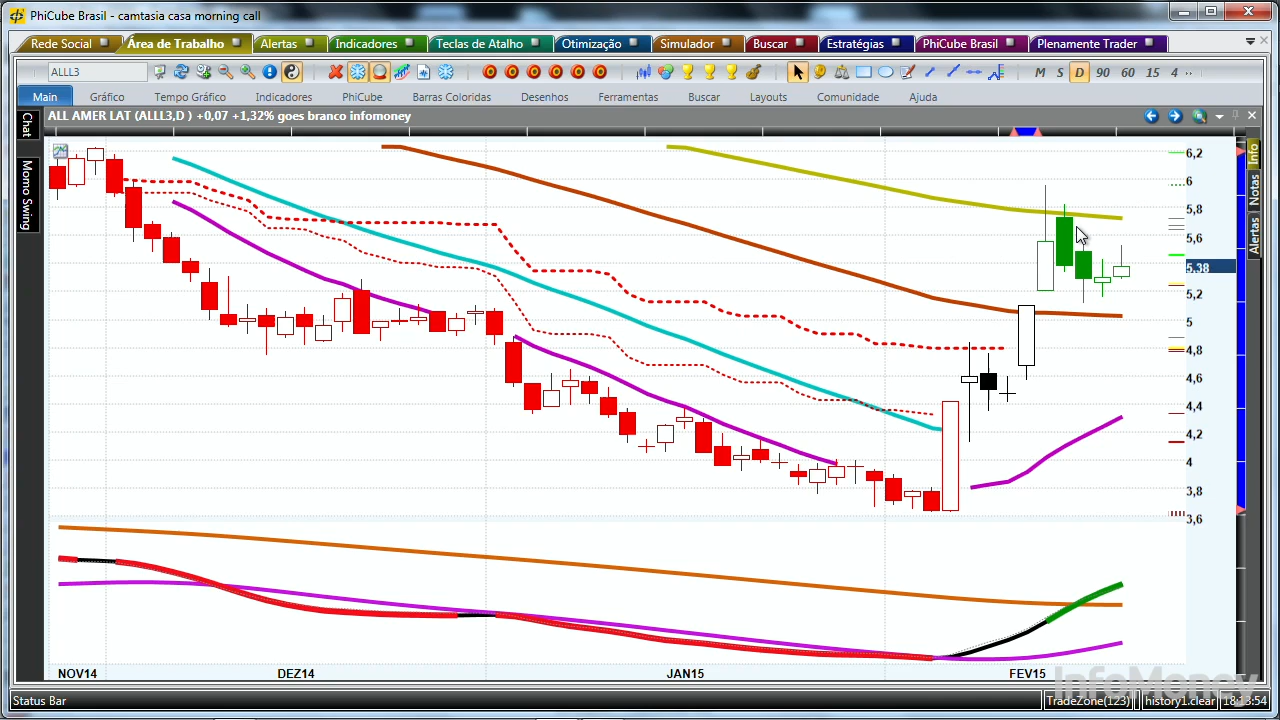 PhiCube Brasil - camtasia casa morning call
Rede Social Área de Trabalho Alertas Indicadores Teclas de Atalho Otimização Simulador Buscar Estratégias PhiCube Brasil Plenamente Trader
ALLL3 M S D 90 60 15 4
Main Gráfico Tempo Gráfico Indicadores PhiCube Barras Coloridas Desenhos Ferramentas Buscar Layouts Comunidade Ajuda
Chat
Momo Swing
ALL AMER LAT (ALLL3,D ) +0,07 +1,32% goes branco infomoney
Info
Notas
Alertas
6,2
6
5,8
5,6
5,38
5,2
5
4,8
4,6
4,4
4,2
4
3,8
3,6
NOV14 DEZ14 JAN15 FEV15
InfoMoney
Status Bar TradeZone(123) history1.clear 18:13:54